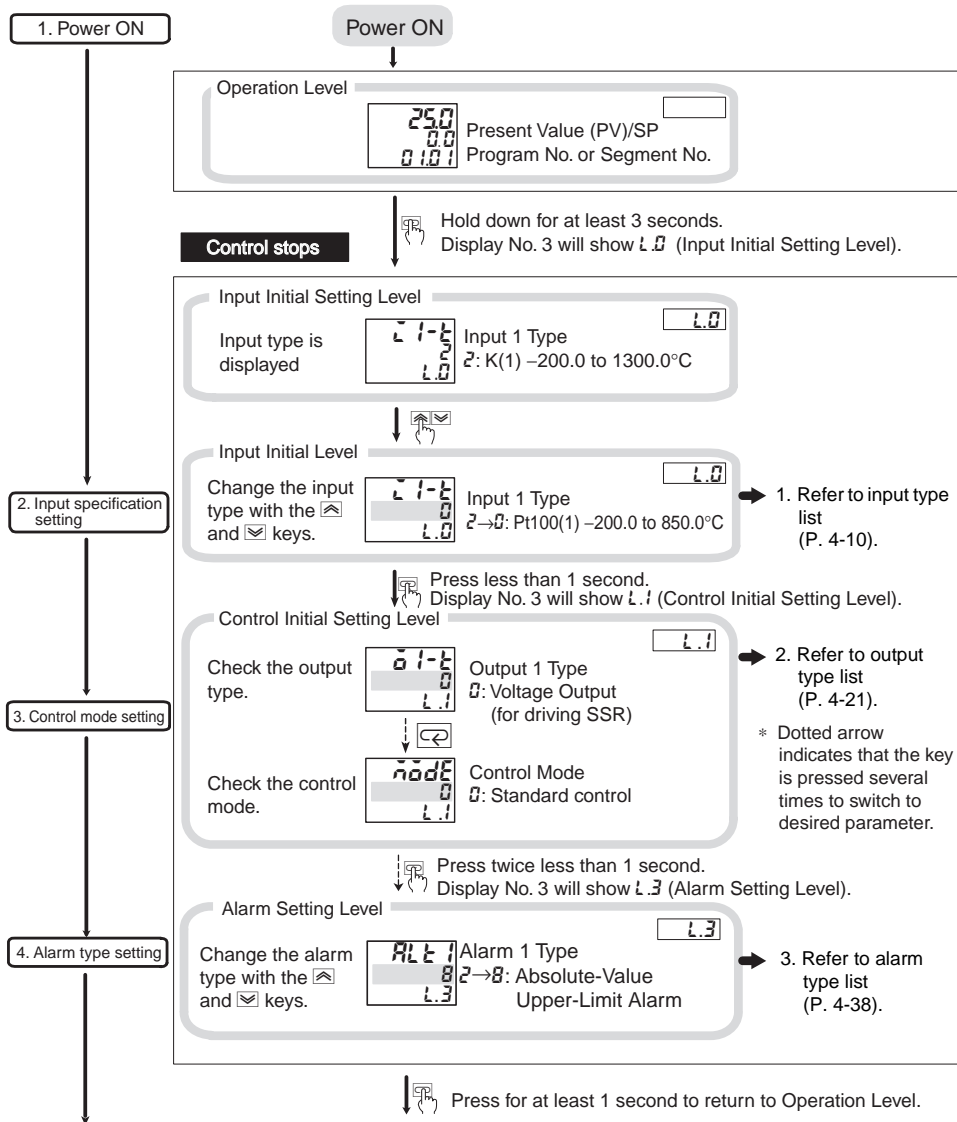 1. Power ON
Power ON
Operation Level
25.0
0.0
01.01
Present Value (PV)/SP
Program No. or Segment No.
Hold down for at least 3 seconds.
Display No. 3 will show L.0 (Input Initial Setting Level).
Control stops
Input Initial Setting Level
L.0
Input type is
displayed
i1-t
2
L.0
Input 1 Type
2: K(1) −200.0 to 1300.0°C
Input Initial Level
L.0
2. Input specification
setting
Change the input
type with the
and keys.
i1-t
0
L.0
Input 1 Type
2→0: Pt100(1) −200.0 to 850.0°C
1. Refer to input type
list
(P. 4-10).
Press less than 1 second.
Display No. 3 will show L.1 (Control Initial Setting Level).
Control Initial Setting Level
L.1
Check the output
type.
o1-t
0
L.1
Output 1 Type
0: Voltage Output
(for driving SSR)
2. Refer to output
type list
(P. 4-21).
3. Control mode setting
Check the control
mode.
modE
0
L.1
Control Mode
0: Standard control
* Dotted arrow
indicates that the key
is pressed several
times to switch to
desired parameter.
Press twice less than 1 second.
Display No. 3 will show L.3 (Alarm Setting Level).
Alarm Setting Level
L.3
4. Alarm type setting
Change the alarm
type with the
and keys.
ALt1
8
L.3
Alarm 1 Type
2→8: Absolute-Value
Upper-Limit Alarm
3. Refer to alarm
type list
(P. 4-38).
Press for at least 1 second to return to Operation Level.